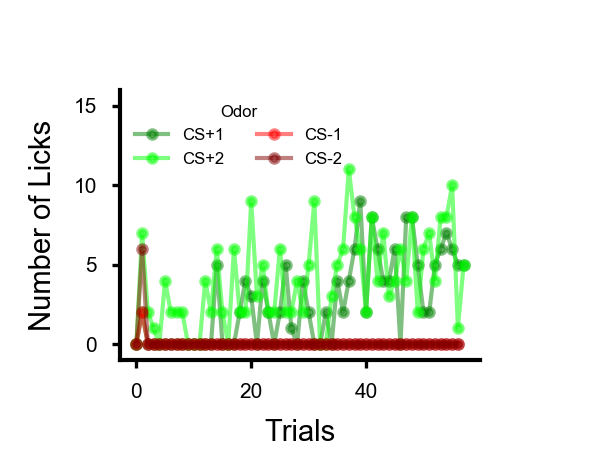 15
Odor
CS+1 CS-1
CS+2 CS-2
10
5
0
0 20 40
Number of Licks
Trials